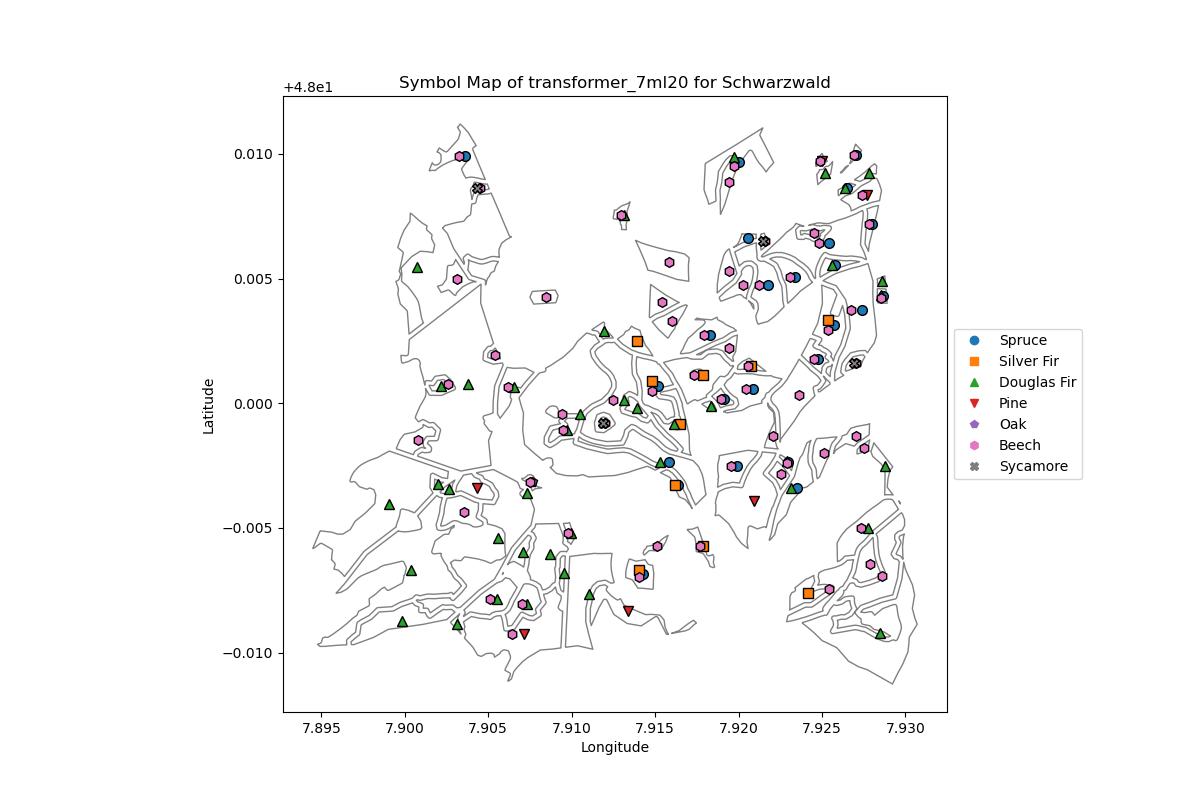 Symbol Map of transformer_7ml20 for Schwarzwald
+4.8e1
0.010
0.005
0.000
−0.005
−0.010
Latitude
7.895 7.900 7.905 7.910 7.915 7.920 7.925 7.930
Longitude
Spruce
Silver Fir
Douglas Fir
Pine
Oak
Beech
Sycamore